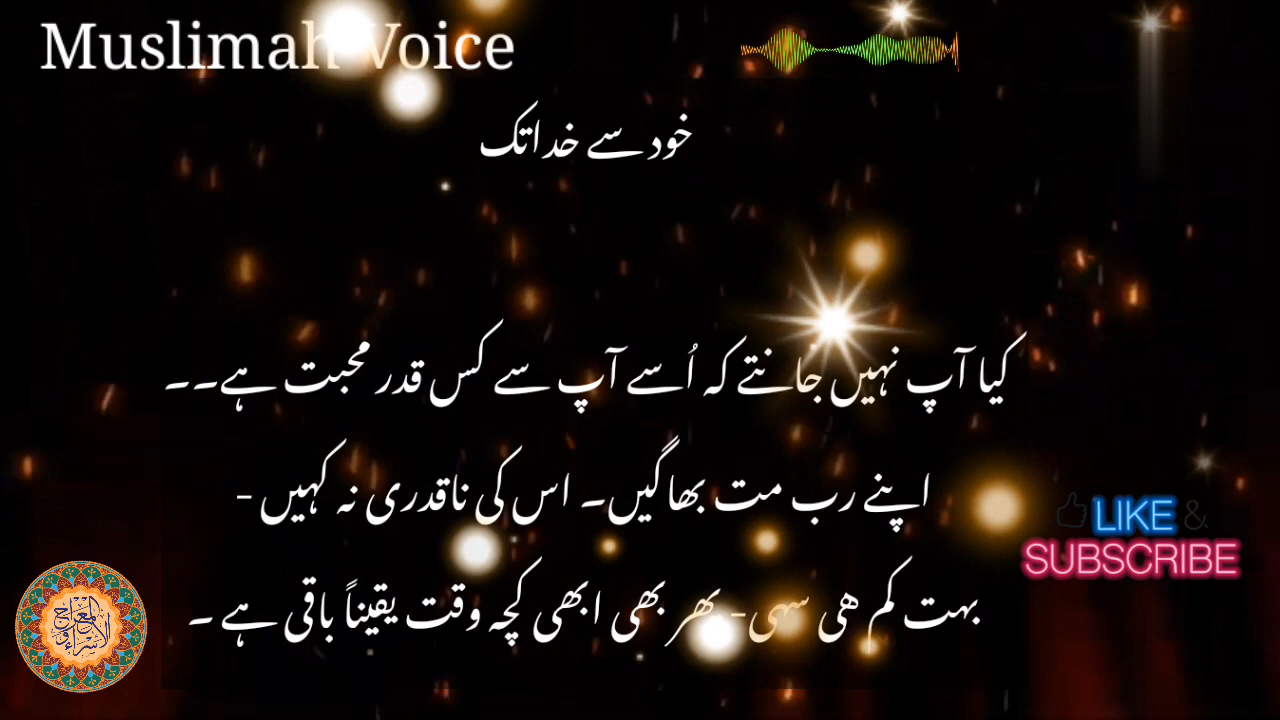 Muslimah Voice
خود سے خدا تک
کیا آپ نہیں جانتے کہ اُسے آپ سے کس قدر محبت ہے۔۔
اپنے رب مت بھاگیں۔ اس کی ناقدری نہ کہیں -
بہت کم ھی سہی- پھر بھی ابھی کچہ وقت یقیناً باقی ہے ۔
LIKE &
SUBSCRIBE